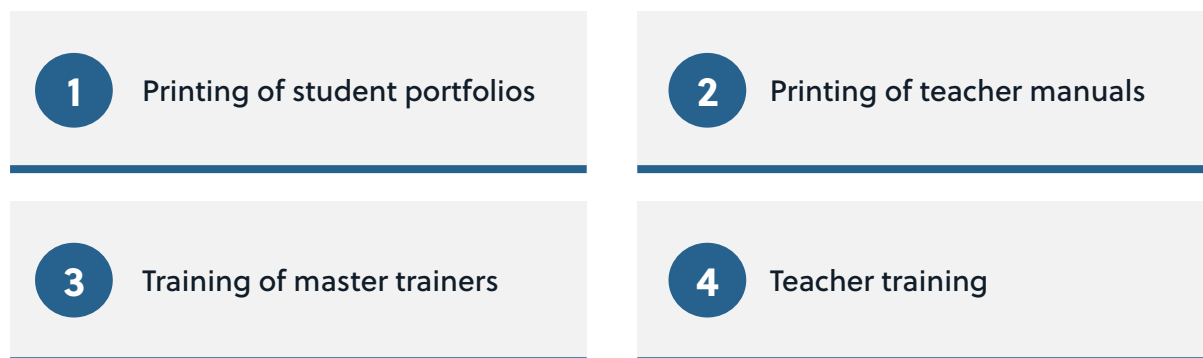 1 Printing of student portfolios
2 Printing of teacher manuals
3 Training of master trainers
4 Teacher training